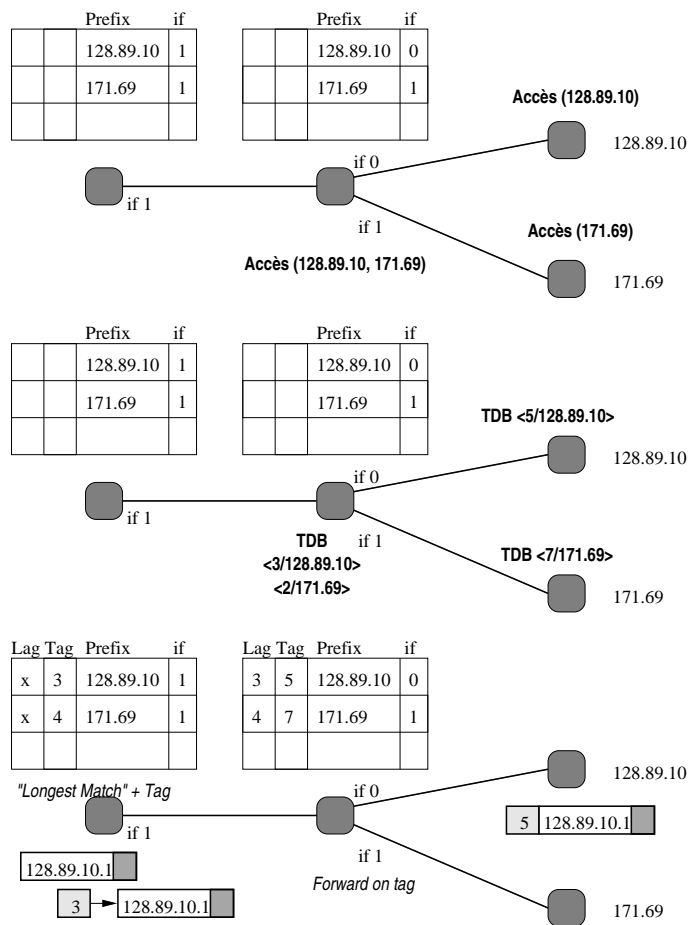 Prefix if
128.89.10 1
171.69 1
Prefix if
128.89.10 0
171.69 1
Accès (128.89.10)
128.89.10
if 0
if 1
if 1
Accès (171.69)
Accès (128.89.10, 171.69)
171.69
Prefix if
128.89.10 1
171.69 1
Prefix if
128.89.10 0
171.69 1
TDB <5/128.89.10>
128.89.10
if 0
if 1
TDB
<3/128.89.10>
<2/171.69>
if 1
TDB <7/171.69>
171.69
Lag Tag Prefix if
x 3 128.89.10 1
x 4 171.69 1
Lag Tag Prefix if
3 5 128.89.10 0
4 7 171.69 1
"Longest Match" + Tag
128.89.10
if 0
if 1
5 128.89.10.1
if 1
128.89.10.1
Forward on tag
3 128.89.10.1
171.69